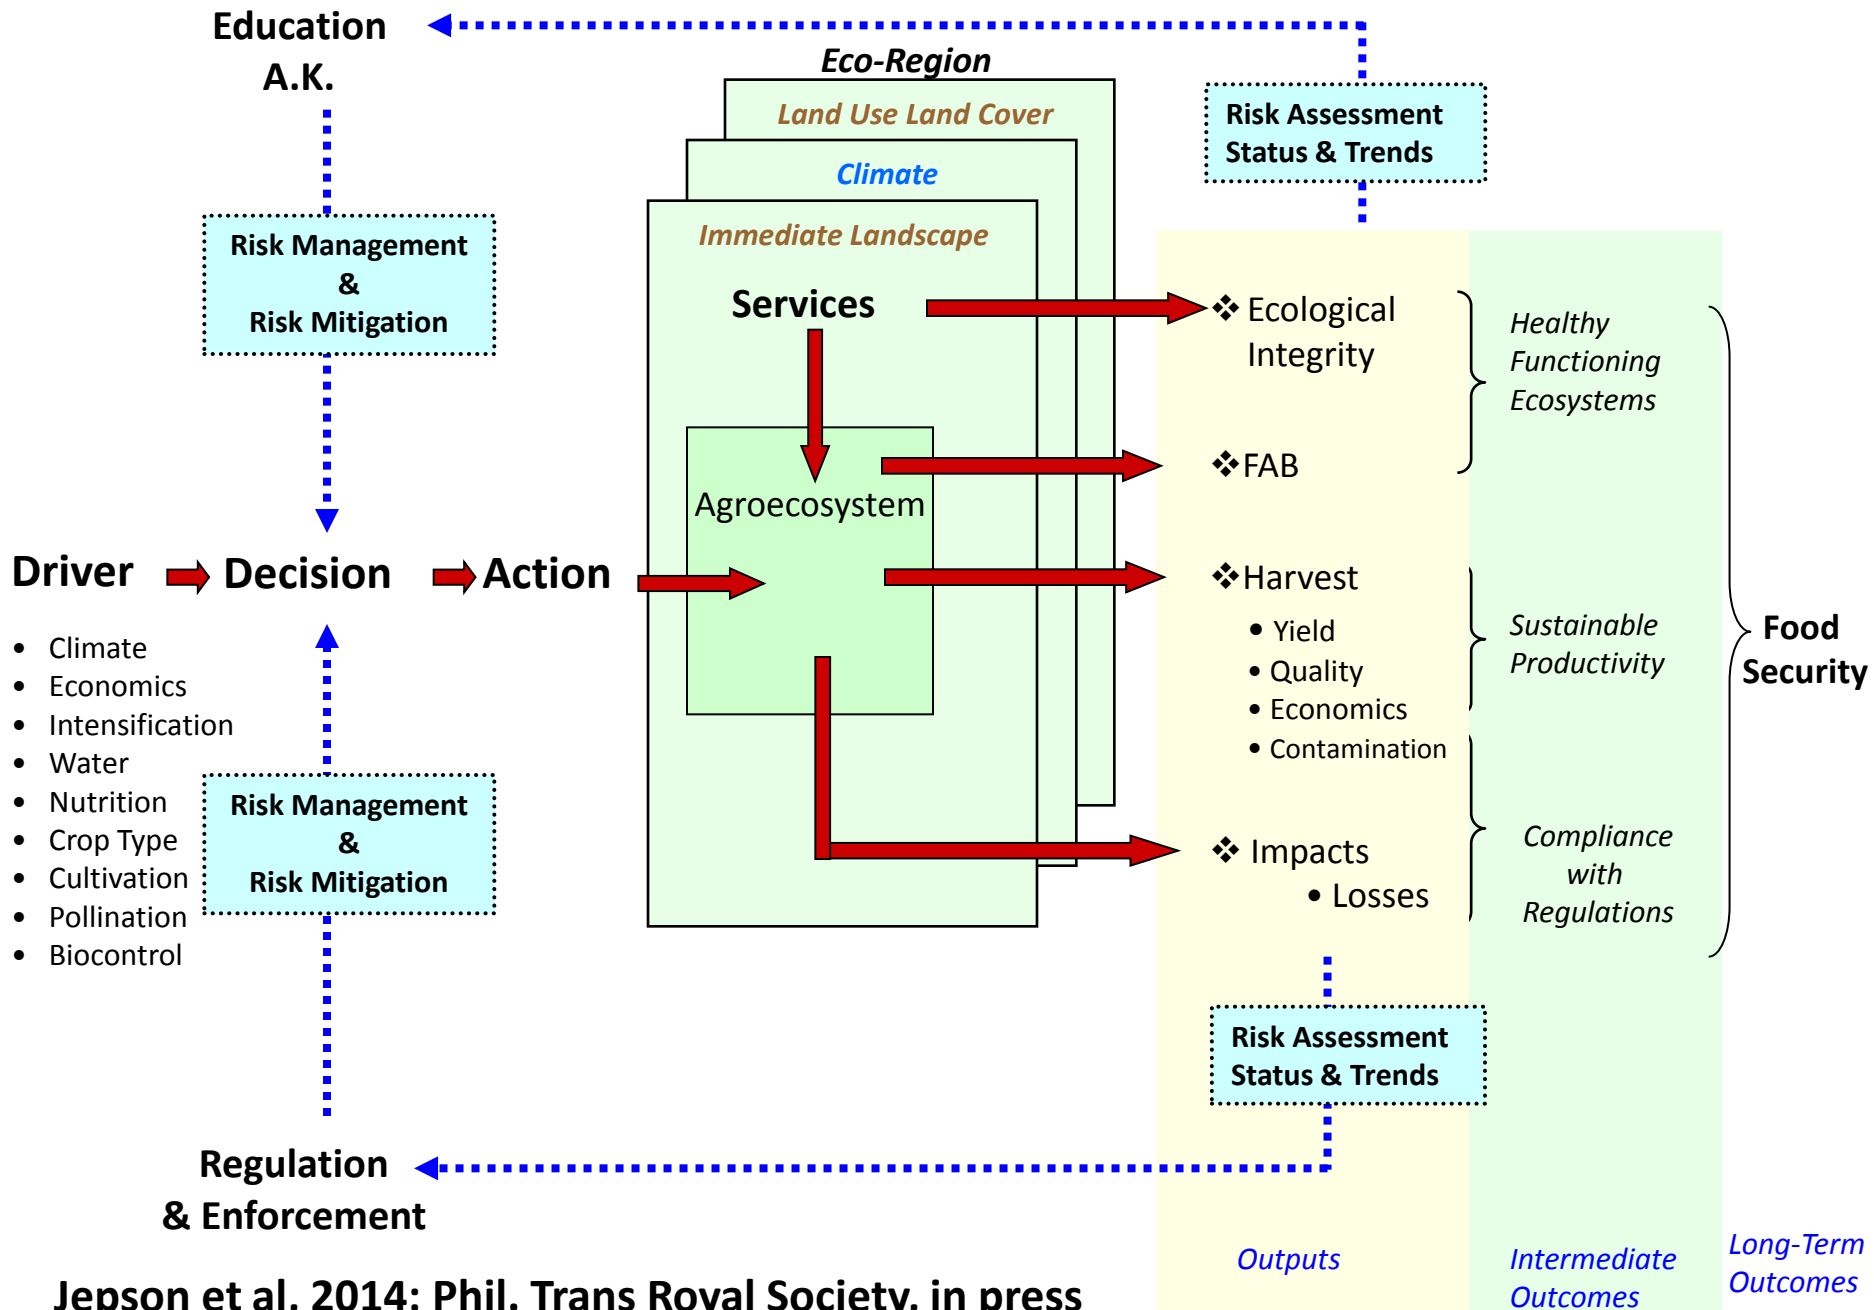 Education
A.K.
Eco-Region
Land Use Land Cover
Climate
Immediate Landscape
Risk Assessment
Status & Trends
Risk Management
&
Risk Mitigation
Services
Agroecosystem
❖ Ecological
Integrity
❖ FAB
Healthy
Functioning
Ecosystems
Driver
Decision
Action
• Climate
• Economics
• Intensification
• Water
• Nutrition
• Crop Type
• Cultivation
• Pollination
• Biocontrol
❖ Harvest
• Yield
• Quality
• Economics
• Contamination
Sustainable
Productivity
Food
Security
Risk Management
&
Risk Mitigation
❖ Impacts
• Losses
Compliance
with
Regulations
Risk Assessment
Status & Trends
Regulation
& Enforcement
Outputs
Intermediate
Outcomes
Long-Term
Outcomes
Jepson et al. 2014: Phil. Trans Royal Society, in press